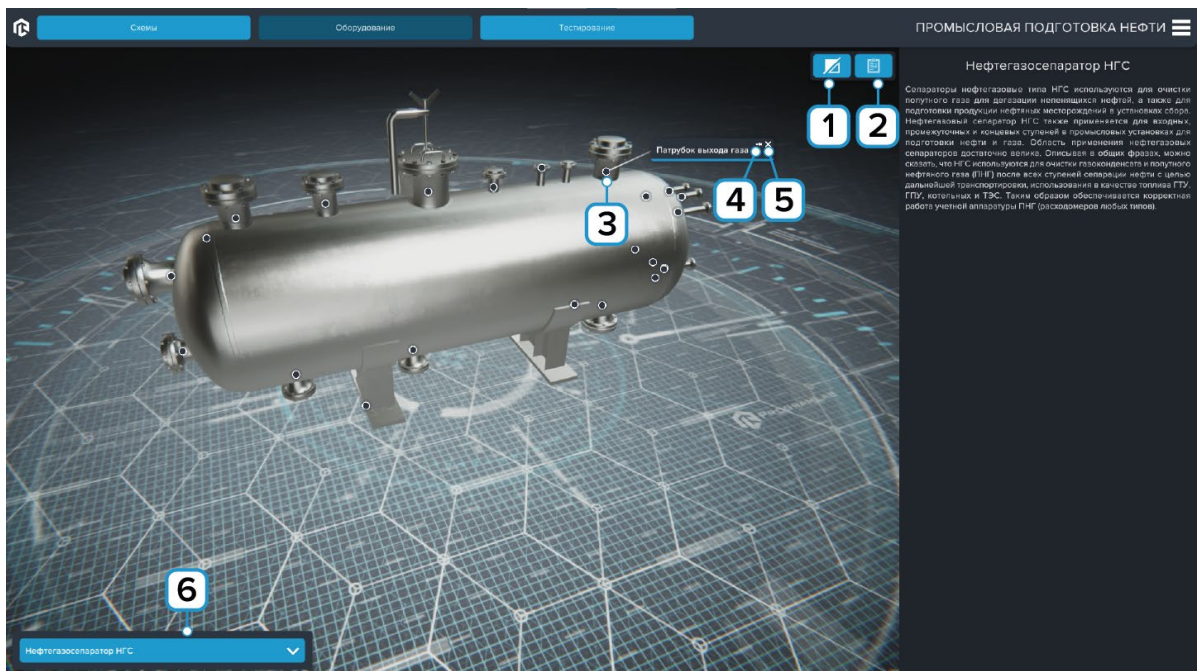 Схемы
Оборудование
Тестирование
ПРОМЫСЛОВАЯ ПОДГОТОВКА НЕФТИ
1
2
Патрубок выхода газа
3
4
5
6
Нефтегазосепаратор НГС
Нефтегазосепаратор НГС
Сепараторы нефтегазовые типа НГС используются для очистки
попутного газа для дегазации непенящихся нефтей, а также для
подготовки продукции нефтяных месторождений в установках сбора.
Нефтегазовый сепаратор НГС также применяется для входных,
промежуточных и концевых ступеней в промысловых установках для
подготовки нефти и газа. Область применения нефтегазовых
сепараторов достаточно велика. Описывая в общих фразах, можно
сказать, что НГС используются для очистки газоконденсата и попутного
нефтяного газа (ПНГ) после всех ступеней сепарации нефти с целью
дальнейшей транспортировки, использования в качестве топлива ГТУ,
ГПУ, котельных и ТЭС. Таким образом обеспечивается корректная
работа учетной аппаратуры ПНГ (расходомеров любых типов).